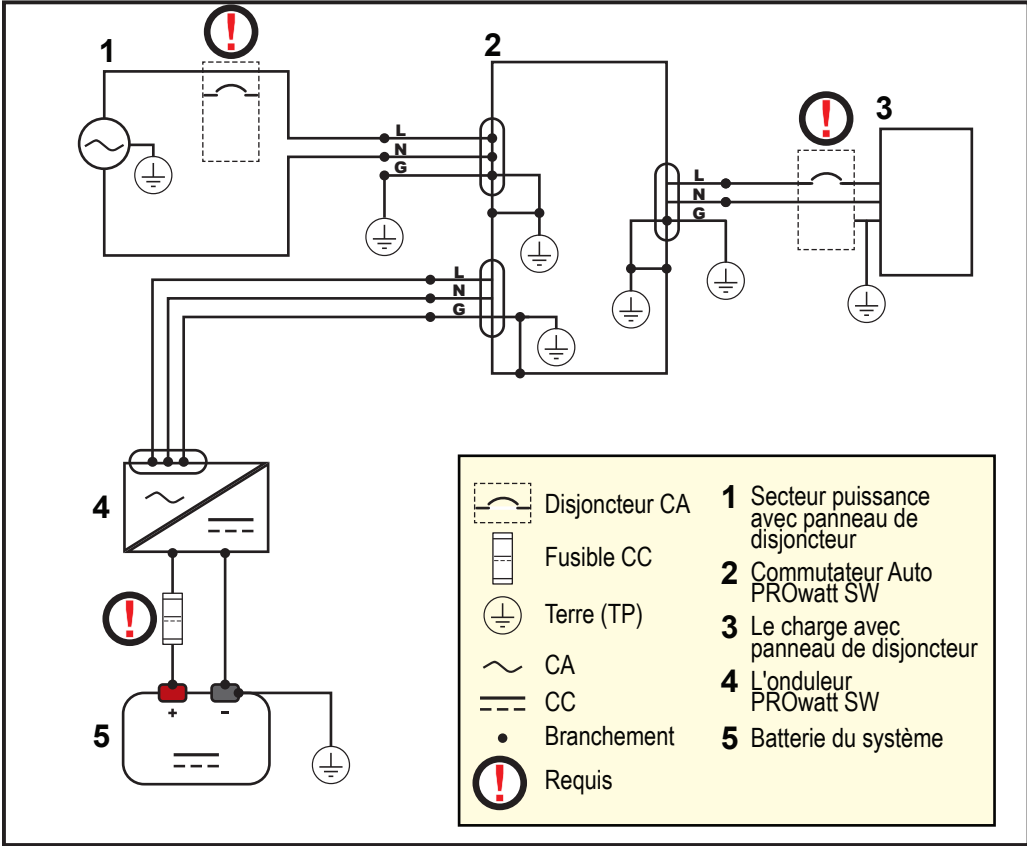 1
!
2
L
N
G
!
3
L
N
G
L
N
G
4
!
5
+
-
Disjoncteur CA
Fusible CC
Terre (TP)
CA
CC
Branchement
!
Requis
1 Secteur puissance
avec panneau de
disjoncteur
2 Commutateur Auto
PROwatt SW
3 Le charge avec
panneau de disjoncteur
4 L'onduleur
PROwatt SW
5 Batterie du système